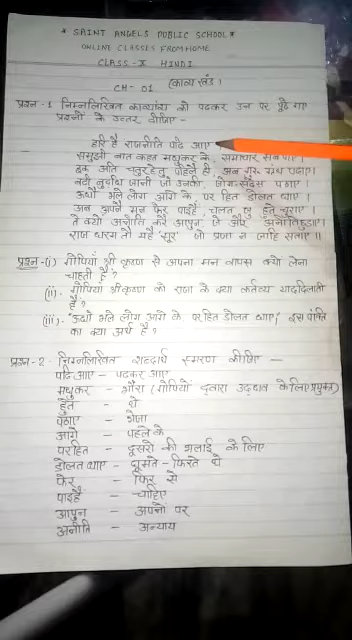 * SAINT ANGELS PUBLIC SCHOOL *
ONLINE CLASSES FROM HOME
CLASS - X HINDI
CH- 01 (काव्य खंड)
प्रश्न - 1 निम्नलिखित काव्यांश को पढकर उन पर पूछे गए
प्रश्नों के उत्तर दीजिए -
हरि हैं राजनीति पढि आए
समुझी बात कहत मधुकर के, समाचार सब पाए।
इक अति चतुर हुते पहिलैं ही, अब गुरु ग्रंथ पढाए।
बढी बुद्धि जानी जो उनकी, जोग-सँदेस पठाए।
ऊधौ भले लोग आगे के, पर हित डोलत धाए।
अब अपने मन फेर पाइहैं, चलत जु हुते चुराए।
ते क्यौं अनीति करैं आपुन, जे और अनीति छुड़ाए।
राज धरम तौ यहै 'सूर', जो प्रजा न जाहिं सताए।।
प्रश्न-(i) गोपियाँ श्री कृष्ण से अपना मन वापस क्यों लेना
चाहती हैं?
(ii). गोपियाँ श्रीकृष्ण को राजा के क्या कर्तव्य याद दिलाती
हैं?
(iii). "ऊधौ भले लोग आगे के पर हित डोलत धाए," इस पंक्ति
का क्या अर्थ है?
प्रश्न-2- निम्नलिखित शब्दार्थ स्मरण कीजिए -
पढि आए - पढकर आए
मधुकर - भौंरा (गोपियों द्वारा उद्धव के लिए प्रयुक्त)
हुते - थे
पठाए - भेजा
आगे - पहले के
परहित - दूसरों की भलाई के लिए
डोलत धाए - घूमते-फिरते थे
फेर - फिर से
पाइहैं - चाहिए
आपुन - अपनों पर
अनीति - अन्याय